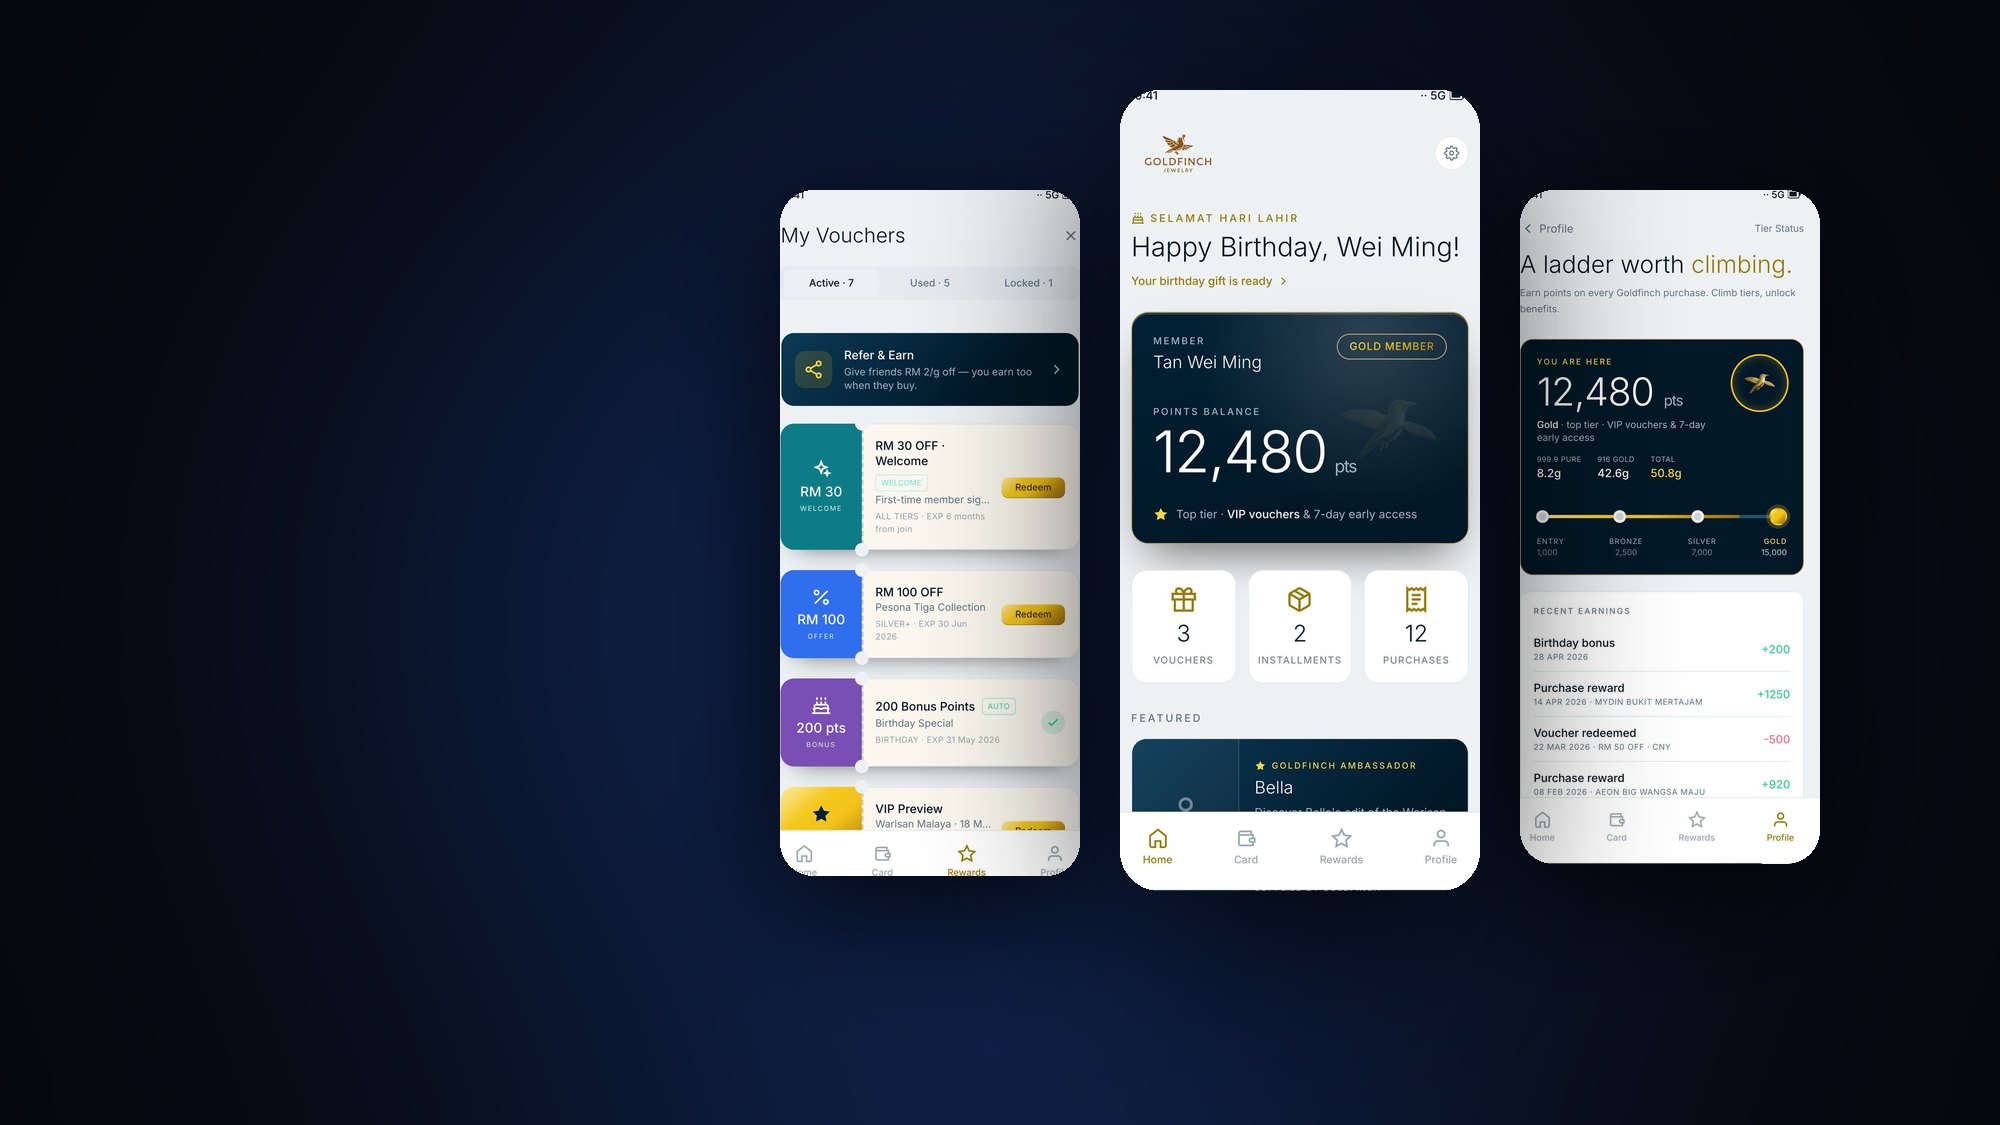 5G
My Vouchers
Active · 7
Used · 5
Locked · 1
Refer & Earn
Give friends RM 2/g off — you earn too
when they buy.
RM 30
WELCOME
RM 30 OFF ·
Welcome
WELCOME
First-time member sig...
ALL TIERS · EXP 6 months
from join
Redeem
RM 100
OFFER
RM 100 OFF
Pesona Tiga Collection
SILVER+ · EXP 30 Jun
2026
Redeem
200 pts
BONUS
200 Bonus Points
AUTO
Birthday Special
BIRTHDAY · EXP 31 May 2026
VIP Preview
Warisan Malaya · 18 M...
Redeem
Card
Rewards
:41
5G
GOLDFINCH
JEWELRY
SELAMAT HARI LAHIR
Happy Birthday, Wei Ming!
Your birthday gift is ready
MEMBER
Tan Wei Ming
GOLD MEMBER
POINTS BALANCE
12,480 pts
Top tier · VIP vouchers & 7-day early access
3
VOUCHERS
2
INSTALLMENTS
12
PURCHASES
FEATURED
GOLDFINCH AMBASSADOR
Bella
Home
Card
Rewards
Profile
5G
Profile
Tier Status
A ladder worth climbing.
Earn points on every Goldfinch purchase. Climb tiers, unlock
benefits.
YOU ARE HERE
12,480 pts
Gold · top tier · VIP vouchers & 7-day
early access
999.9 PURE
8.2g
916 GOLD
42.6g
TOTAL
50.8g
ENTRY
1,000
BRONZE
2,500
SILVER
7,000
GOLD
15,000
RECENT EARNINGS
Birthday bonus
28 APR 2026
+200
Purchase reward
14 APR 2026 · MYDIN BUKIT MERTAJAM
+1250
Voucher redeemed
22 MAR 2026 · RM 50 OFF · CNY
-500
Purchase reward
08 FEB 2026 · AEON BIG WANGSA MAJU
+920
Home
Card
Rewards
Profile